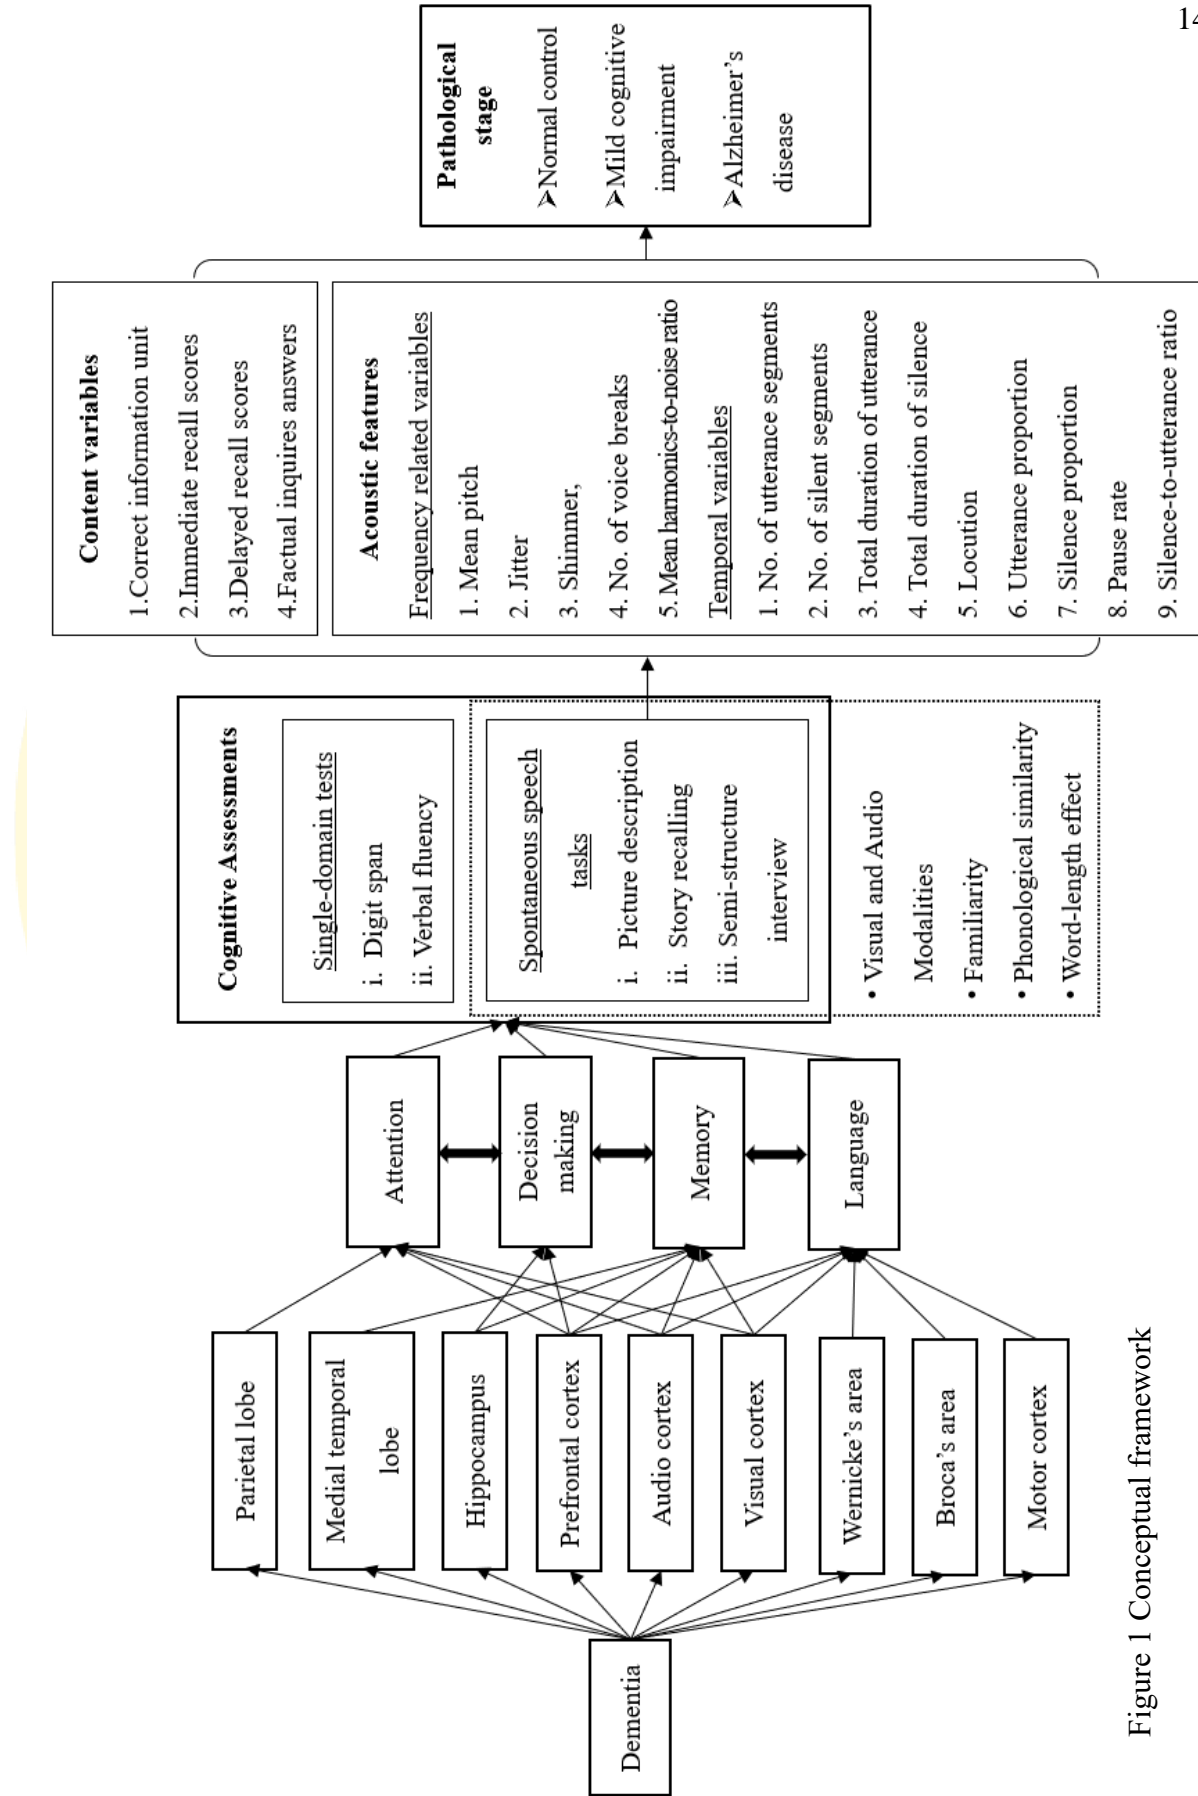 14
Dementia
Parietal lobe
Medial temporal
lobe
Hippocampus
Prefrontal cortex
Audio cortex
Visual cortex
Wernicke’s area
Broca’s area
Motor cortex
Attention
Decision
making
Memory
Language
Cognitive Assessments
Single-domain tests
i. Digit span
ii. Verbal fluency
Spontaneous speech
tasks
i. Picture description
ii. Story recalling
iii. Semi-structure
interview
• Visual and Audio
Modalities
• Familiarity
• Phonological similarity
• Word-length effect
Content variables
1.Correct information unit
2.Immediate recall scores
3.Delayed recall scores
4.Factual inquires answers
Acoustic features
Frequency related variables
1. Mean pitch
2. Jitter
3. Shimmer,
4. No. of voice breaks
5.Mean harmonics-to-noise ratio
Temporal variables
1. No. of utterance segments
2. No. of silent segments
3. Total duration of utterance
4. Total duration of silence
5. Locution
6. Utterance proportion
7. Silence proportion
8. Pause rate
9. Silence-to-utterance ratio
Pathological
stage
➢Normal control
➢Mild cognitive
impairment
➢Alzheimer’s
disease
Figure 1 Conceptual framework